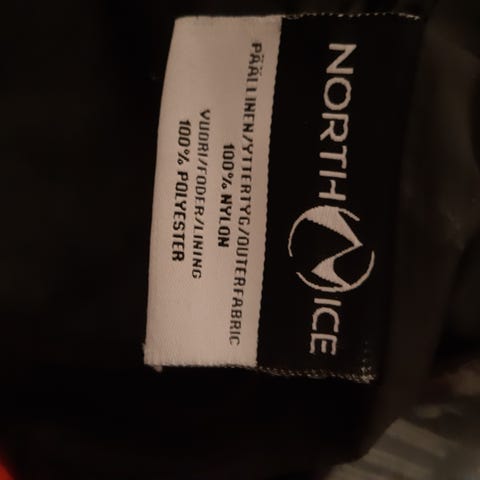 NORTH ICE
PÄÄLLINEN/YTTERTYG/OUTERFABRIC
100% NYLON
VUORI/FODER/LINING
100% POLYESTER